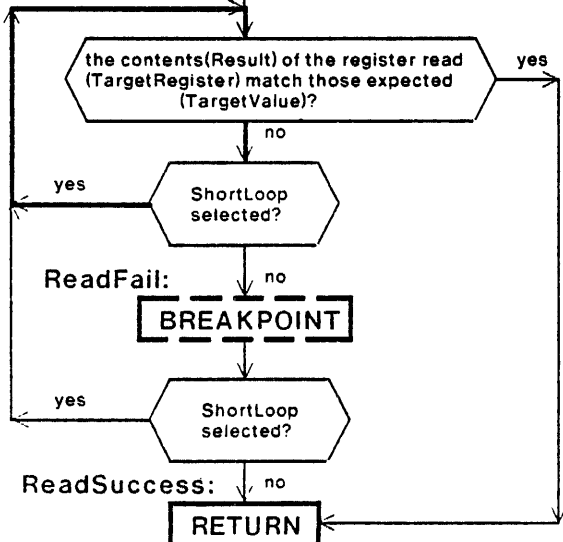 the contents(Result) of the register read
(TargetRegister) match those expected
(TargetValue)?
yes
no
yes
ShortLoop
selected?
ReadFail:
no
BREAKPOINT
yes
ShortLoop
selected?
ReadSuccess:
no
RETURN